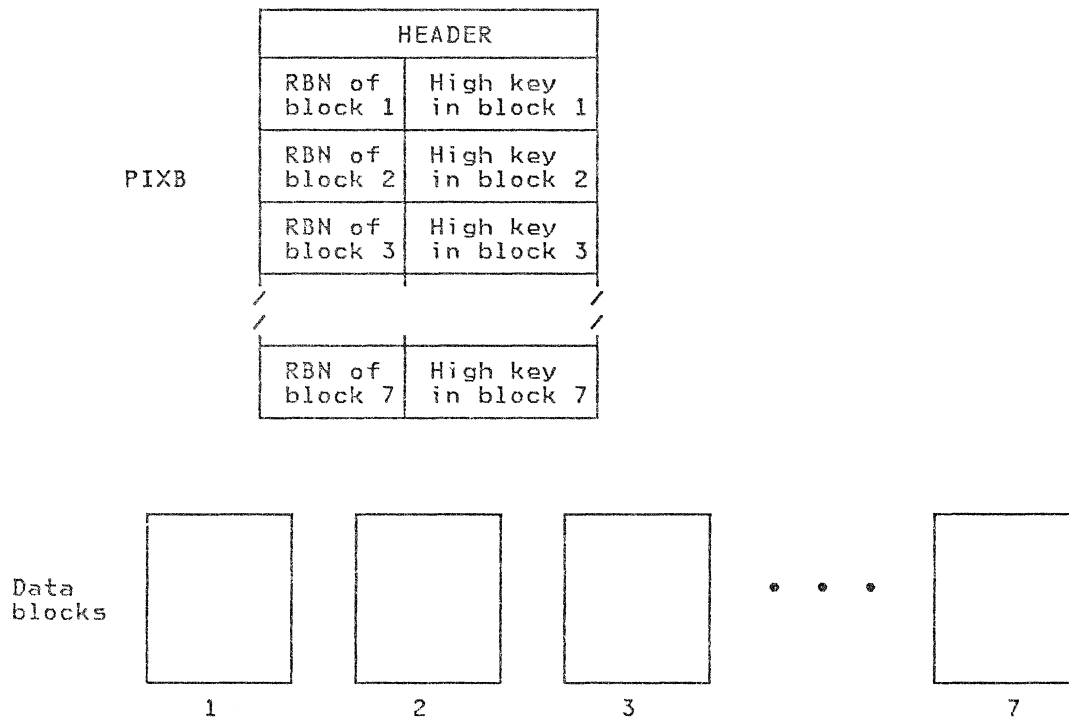 HEADER
RBN of block 1
High key in block 1
PIXB
RBN of block 2
High key in block 2
RBN of block 3
High key in block 3
RBN of block 7
High key in block 7
Data
blocks
1 2 3 7